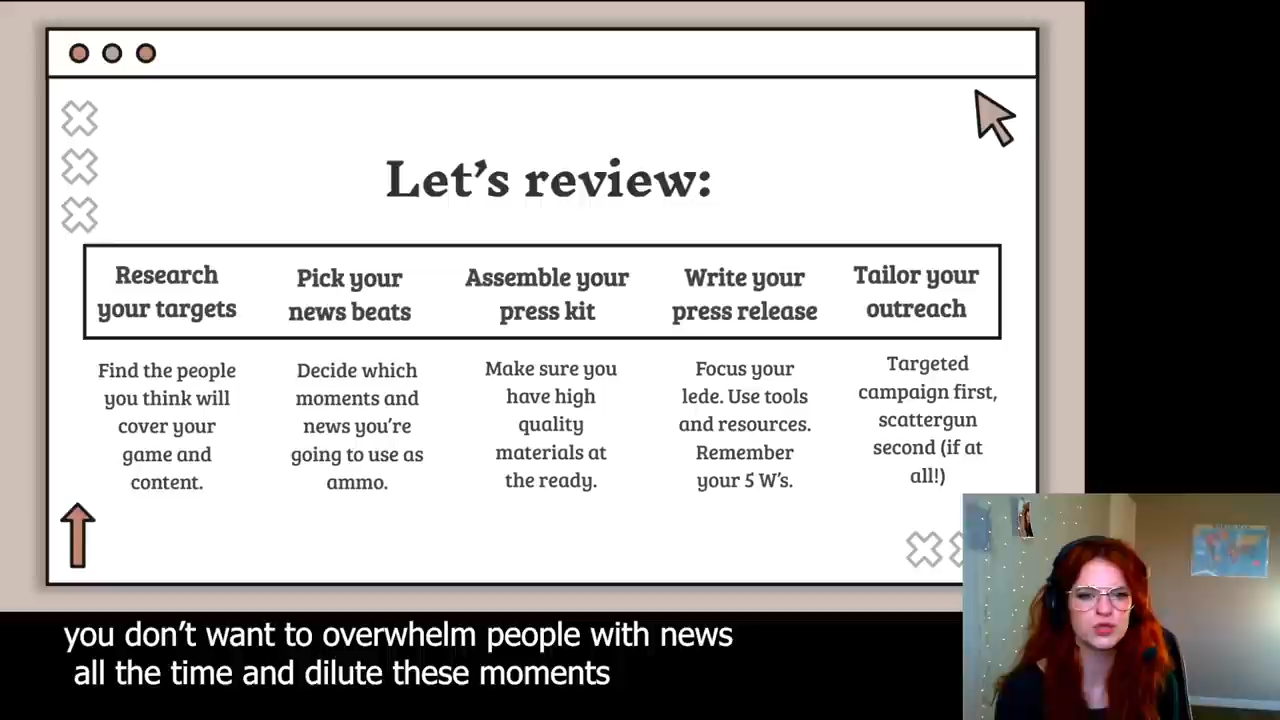 Let's review:
Research
your targets
Find the people
you think will
cover your
game and
content.
Pick your
news beats
Decide which
moments and
news you're
going to use as
ammo.
Assemble your
press kit
Make sure you
have high
quality
materials at
the ready.
Write your
press release
Focus your
lede. Use tools
and resources.
Remember
your 5 W's.
Tailor your
outreach
Targeted
campaign first,
scattergun
second (if at
all!)
you don't want to overwhelm people with news
all the time and dilute these moments